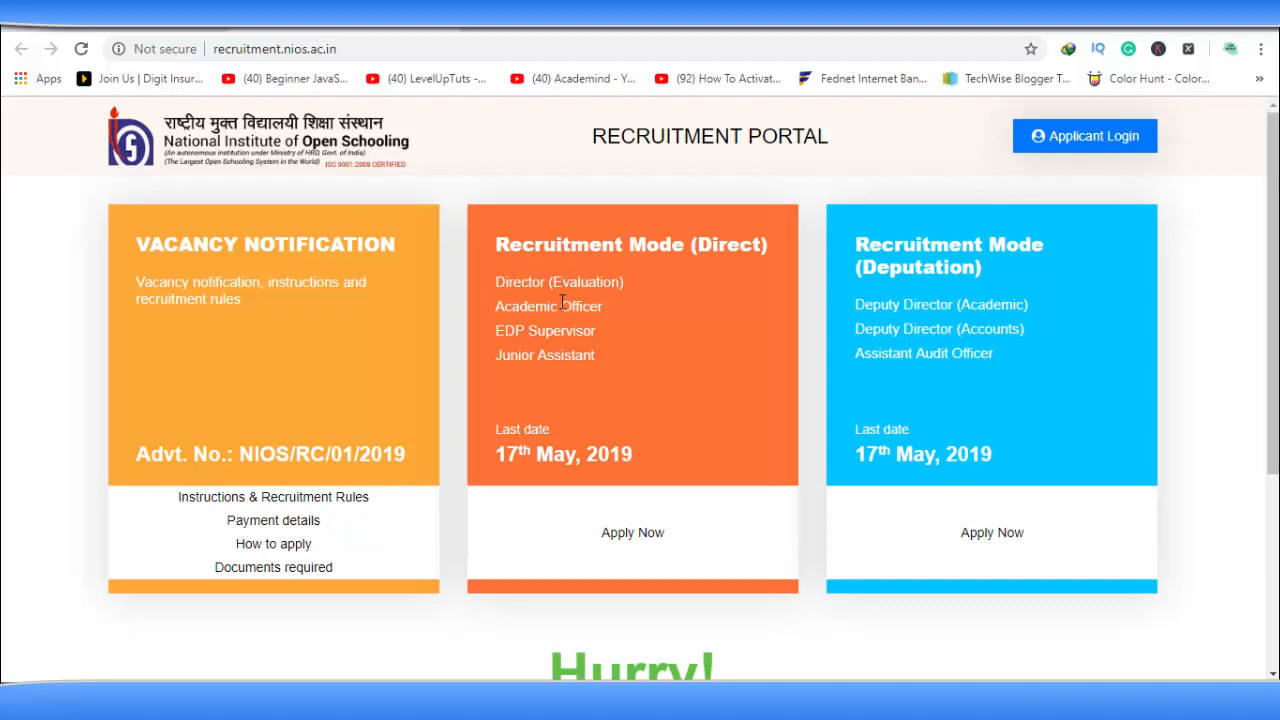 Not secure recruitment.nios.ac.in
Apps Join Us | Digit Insur... (40) Beginner JavaS... (40) LevelUpTuts -... (40) Academind - Y... (92) How To Activat... Fednet Internet Ban... TechWise Blogger T... Color Hunt - Color... »
राष्ट्रीय मुक्त विद्यालयी शिक्षा संस्थान
National Institute of Open Schooling
(An autonomous institution under Ministry of HRD, Govt. of India)
(The Largest Open Schooling System in the World) ISO 9001:2008 CERTIFIED
RECRUITMENT PORTAL
Applicant Login
VACANCY NOTIFICATION
Vacancy notification, instructions and
recruitment rules
Advt. No.: NIOS/RC/01/2019
Instructions & Recruitment Rules
Payment details
How to apply
Documents required
Recruitment Mode (Direct)
Director (Evaluation)
Academic Officer
EDP Supervisor
Junior Assistant
Last date
17th May, 2019
Apply Now
Recruitment Mode
(Deputation)
Deputy Director (Academic)
Deputy Director (Accounts)
Assistant Audit Officer
Last date
17th May, 2019
Apply Now
Hurry!